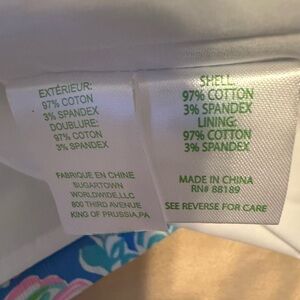 EXTÉRIEUR:
97% COTON
3% SPANDEX
DOUBLURE:
97% COTON
3% SPANDEX
FABRIQUE EN CHINE
SUGARTOWN
WORLDWIDE,LLC
800 THIRD AVENUE
KING OF PRUSSIA,PA
SHELL:
97% COTTON
3% SPANDEX
LINING:
97% COTTON
3% SPANDEX
MADE IN CHINA
RN# 88189
SEE REVERSE FOR CARE